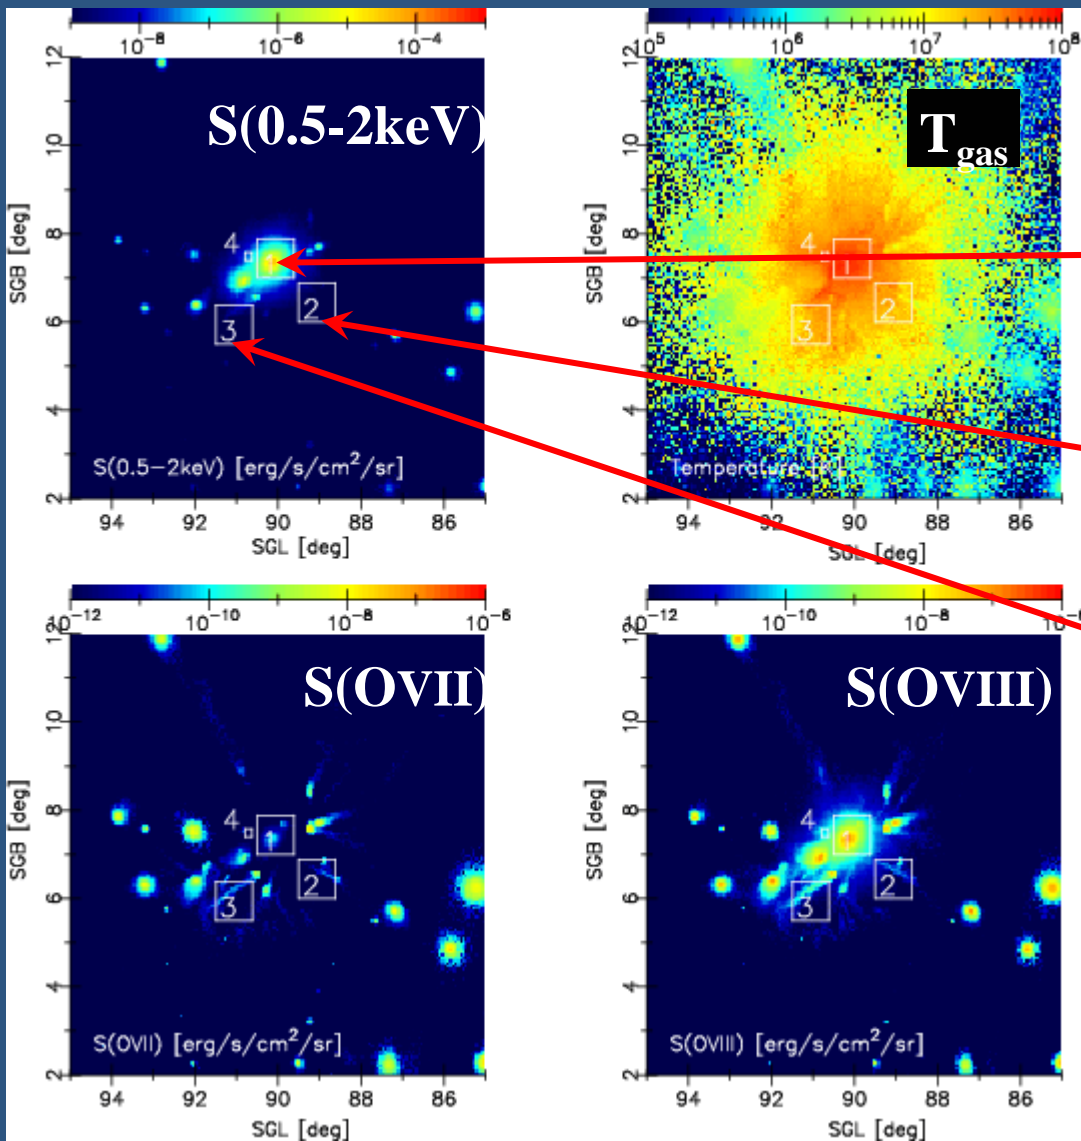 10⁻⁸ 10⁻⁶ 10⁻⁴
S(0.5-2keV)
12
10
8
6
4
2
SGB [deg]
4
1
2
3
S(0.5−2keV) [erg/s/cm²/sr]
94 92 90 88 86
SGL [deg]
10⁵ 10⁶ 10⁷ 10⁸
T_gas
12
10
8
6
4
2
SGB [deg]
4
1
2
3
Temperature [K]
94 92 90 88 86
SGL [deg]
10⁻¹² 10⁻¹⁰ 10⁻⁸ 10⁻⁶
S(OVII)
12
10
8
6
4
2
SGB [deg]
4
1
2
3
S(OVII) [erg/s/cm²/sr]
94 92 90 88 86
SGL [deg]
10⁻¹² 10⁻¹⁰ 10⁻⁸
S(OVIII)
12
10
8
6
4
2
SGB [deg]
4
1
2
3
S(OVIII) [erg/s/cm²/sr]
94 92 90 88 86
SGL [deg]